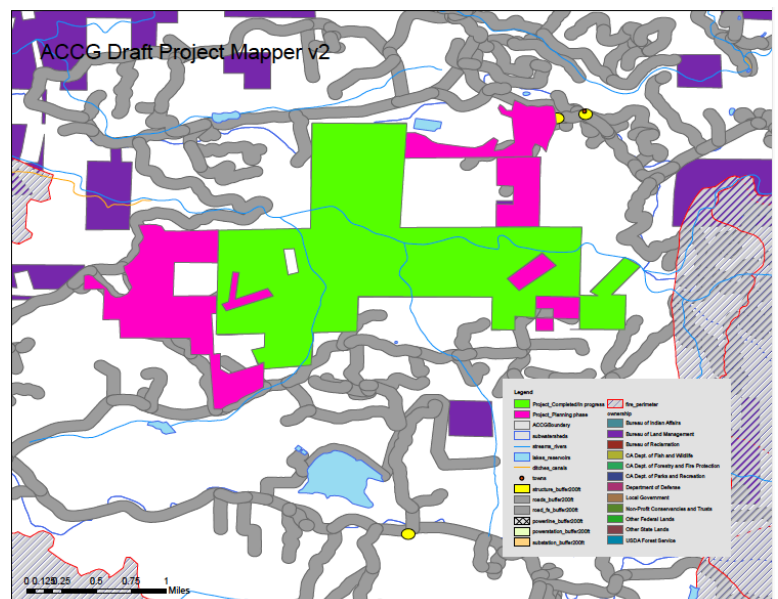 ACCG Draft Project Mapper v2
Legend
Project_Completed/in progress
Project_Planning phase
ACCGBoundary
subwatersheds
streams_rivers
lakes_reservoirs
ditches_canals
towns
structure_buffer200ft
roads_buffer200ft
road_fs_buffer200ft
powerline_buffer200ft
powerstation_buffer200ft
substation_buffer200ft
fire_perimeter
ownership
Bureau of Indian Affairs
Bureau of Land Management
Bureau of Reclamation
CA Dept. of Fish and Wildlife
CA Dept. of Forestry and Fire Protection
CA Dept. of Parks and Recreation
Department of Defense
Local Government
Non-Profit Conservancies and Trusts
Other Federal Lands
Other State Lands
USDA Forest Service
0 0.125 0.25 0.5 0.75 1
Miles